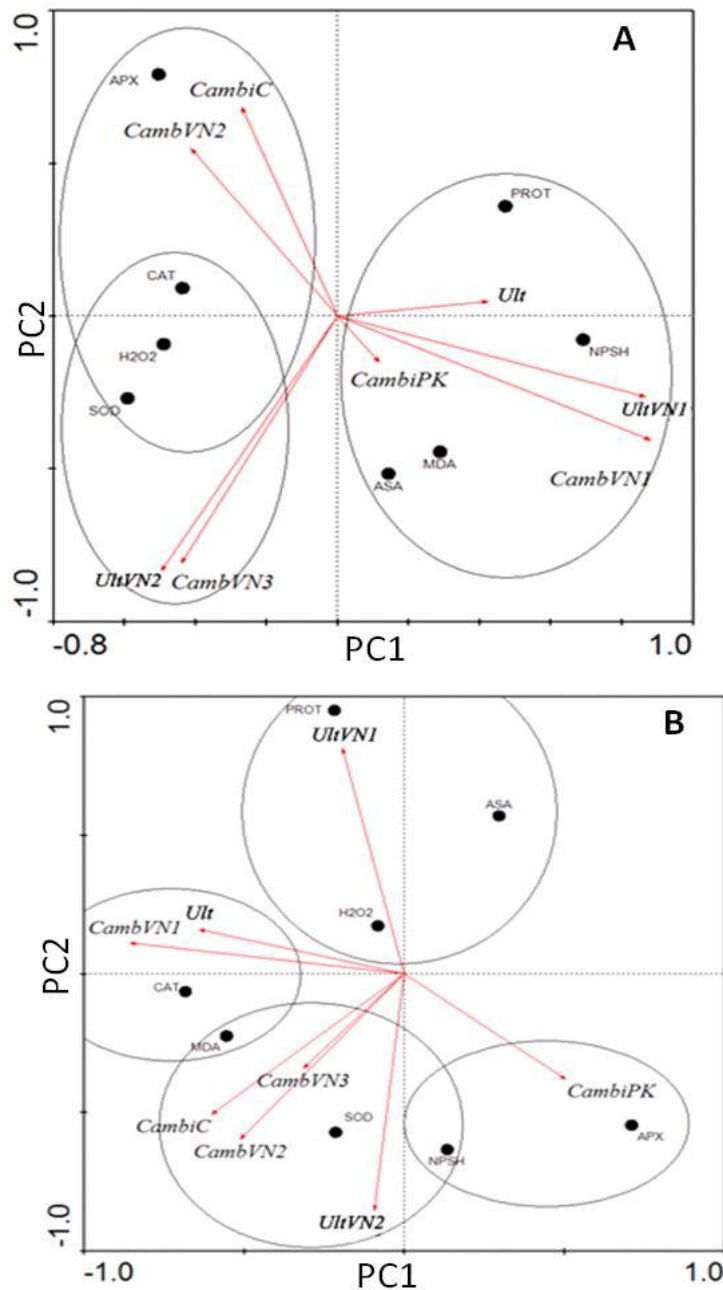 1.0
A
APX
CambiC
CambVN2
PROT
CAT
Ult
PC2
H2O2
NPSH
CambiPK
SOD
UltVN1
MDA
ASA
CambVN1
UltVN2 CambVN3
-1.0
-0.8 PC1 1.0
1.0
B
PROT
UltVN1
ASA
H2O2
Ult
CambVN1
PC2
CAT
MDA
CambVN3
CambiPK
CambiC
SOD
APX
CambVN2
NPSH
UltVN2
-1.0
-1.0 PC1 1.0